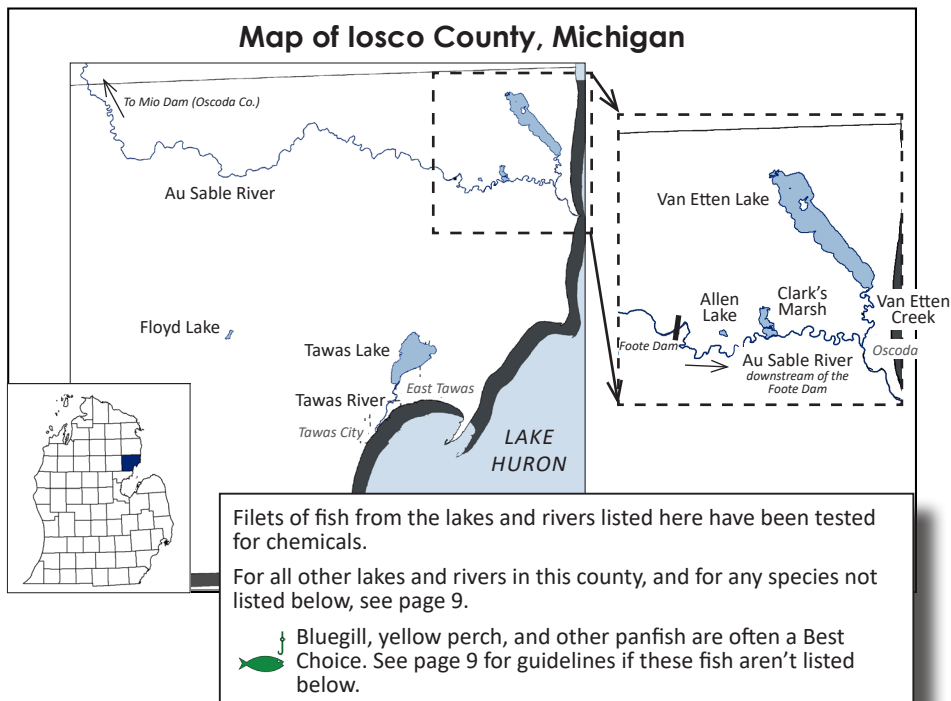 Map of Iosco County, Michigan
To Mio Dam (Oscoda Co.)
Au Sable River
Van Etten Lake
Allen
Lake
Clark's
Marsh
Van Etten
Creek
Foote Dam
Oscoda
Au Sable River
downstream of the
Foote Dam
Floyd Lake
Tawas Lake
East Tawas
Tawas River
Tawas City
LAKE
HURON
Filets of fish from the lakes and rivers listed here have been tested
for chemicals.
For all other lakes and rivers in this county, and for any species not
listed below, see page 9.
Bluegill, yellow perch, and other panfish are often a Best
Choice. See page 9 for guidelines if these fish aren't listed
below.